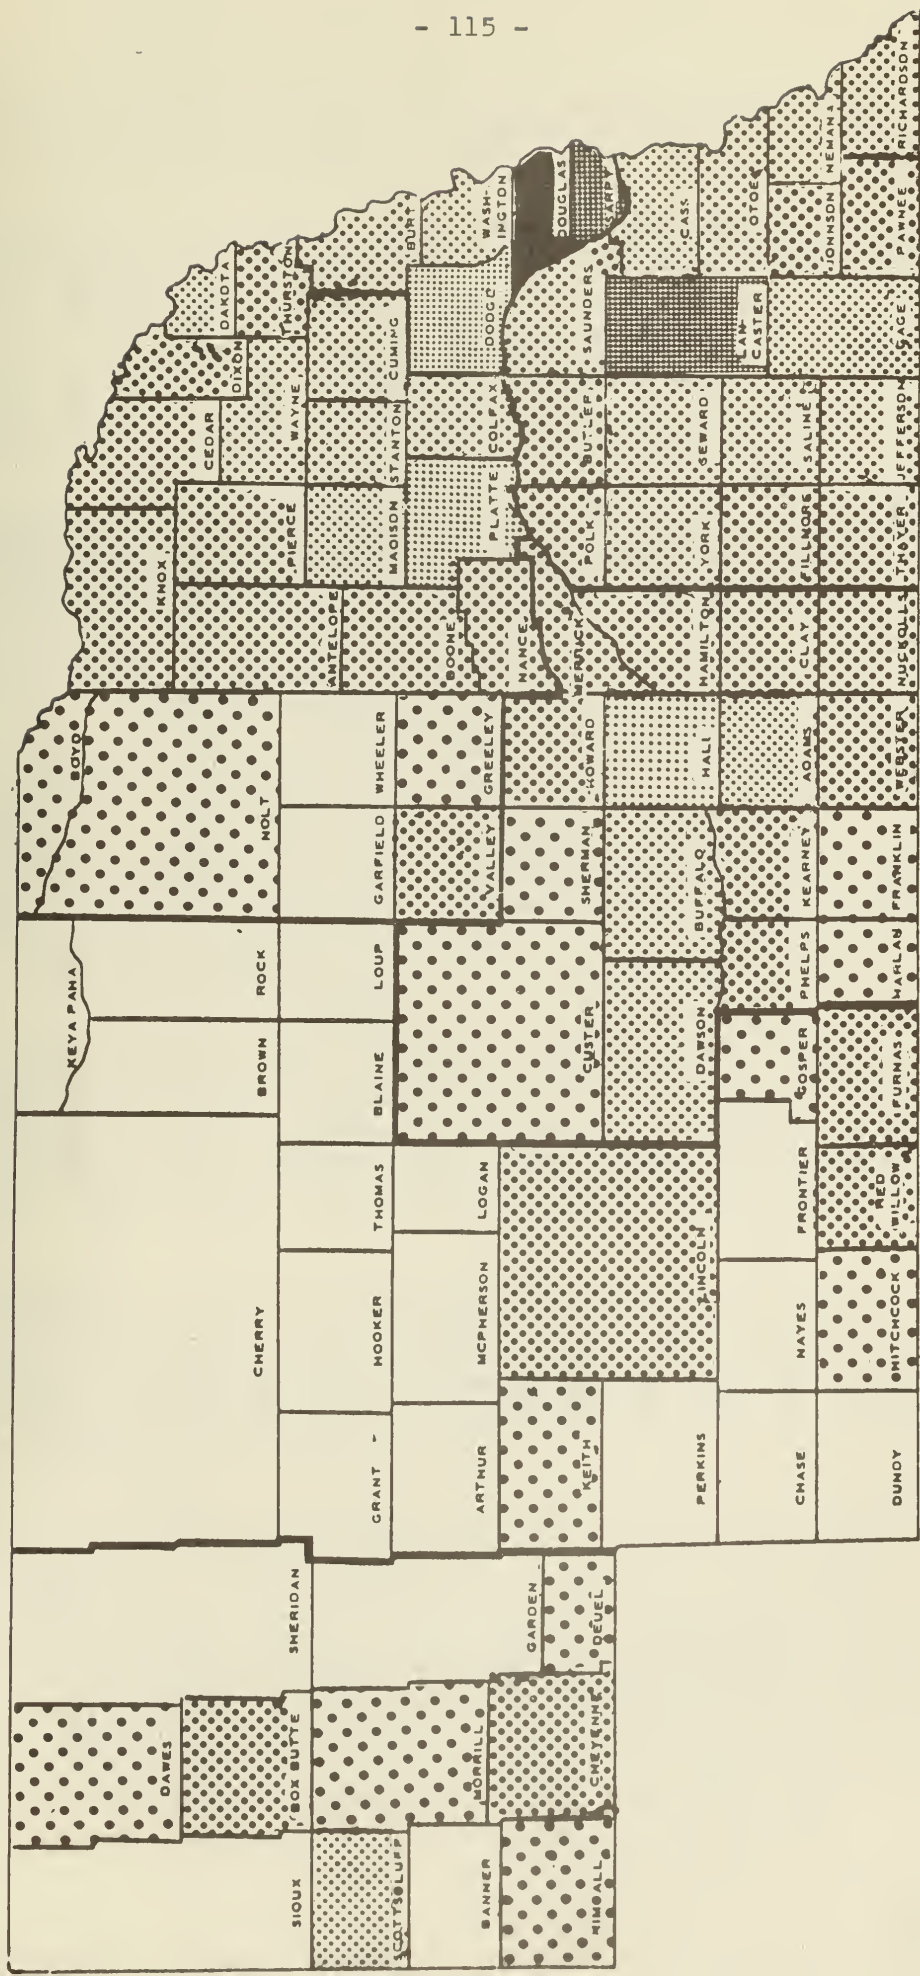 - 115 -
RICHARDSON
NEMAHA
PAWNEE
JOHNSON
OTOE
CASS
SARPY
DOUGLAS
WASH-
INGTON
BURT
THURSTON
DAKOTA
DIXON
CEDAR
WAYNE
CUMING
DODGE
SAUNDERS
LAN-
CASTER
GAGE
STANTON
COLFAX
BUTLER
SEWARD
SALINE
JEFFERSON
KNOX
PIERCE
MADISON
PLATTE
POLK
YORK
FILLMORE
THAYER
ANTELOPE
BOONE
NANCE
MERRICK
HAMILTON
CLAY
NUCKOLLS
BOYD
HOLT
WHEELER
GREELEY
HOWARD
HALL
ADAMS
WEBSTER
GARFIELD
VALLEY
SHERMAN
BUFFALO
KEARNEY
FRANKLIN
KEYA PAHA
ROCK
LOUP
BROWN
BLAINE
CUSTER
DAWSON
PHELPS
HARLAN
GOSPER
FURNAS
CHERRY
THOMAS
LOGAN
HOOKER
MCPHERSON
LINCOLN
FRONTIER
RED
WILLOW
HAYES
HITCHCOCK
GRANT
ARTHUR
KEITH
PERKINS
CHASE
DUNDY
SHERIDAN
GARDEN
DEUEL
DAWES
BOX BUTTE
MORRILL
CHEYENNE
SIOUX
SCOTTSBLUFF
BANNER
KIMBALL